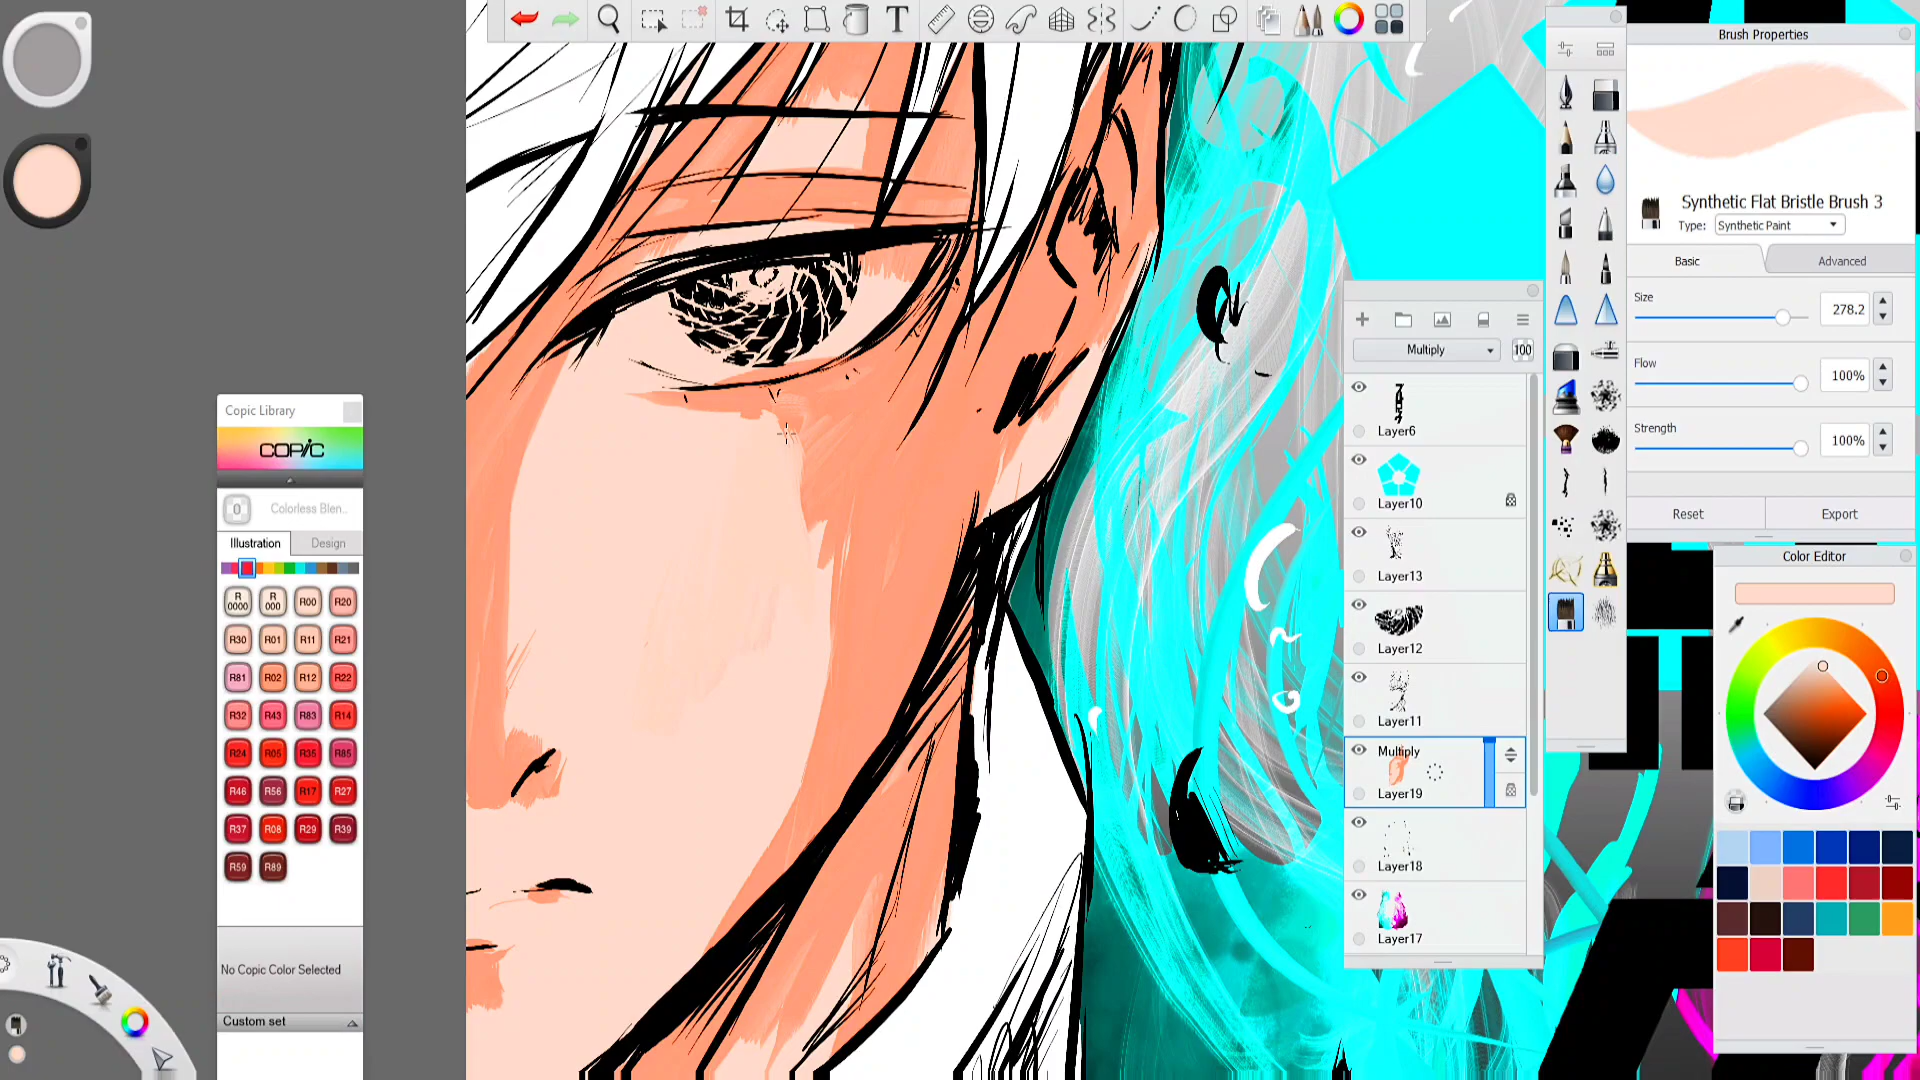 T
Brush Properties
Synthetic Flat Bristle Brush 3
Type: Synthetic Paint
Basic
Advanced
Size
278.2
Flow
100%
Strength
100%
Reset
Export
Color Editor
Multiply
100
Layer6
Layer10
Layer13
Layer12
Layer11
Multiply
Layer19
Layer18
Layer17
Copic Library
COPIC
0
Colorless Blen..
Illustration
Design
R0000 R000 R00 R20
R30 R01 R11 R21
R81 R02 R12 R22
R32 R43 R83 R14
R24 R05 R35 R85
R46 R56 R17 R27
R37 R08 R29 R39
R59 R89
No Copic Color Selected
Custom set